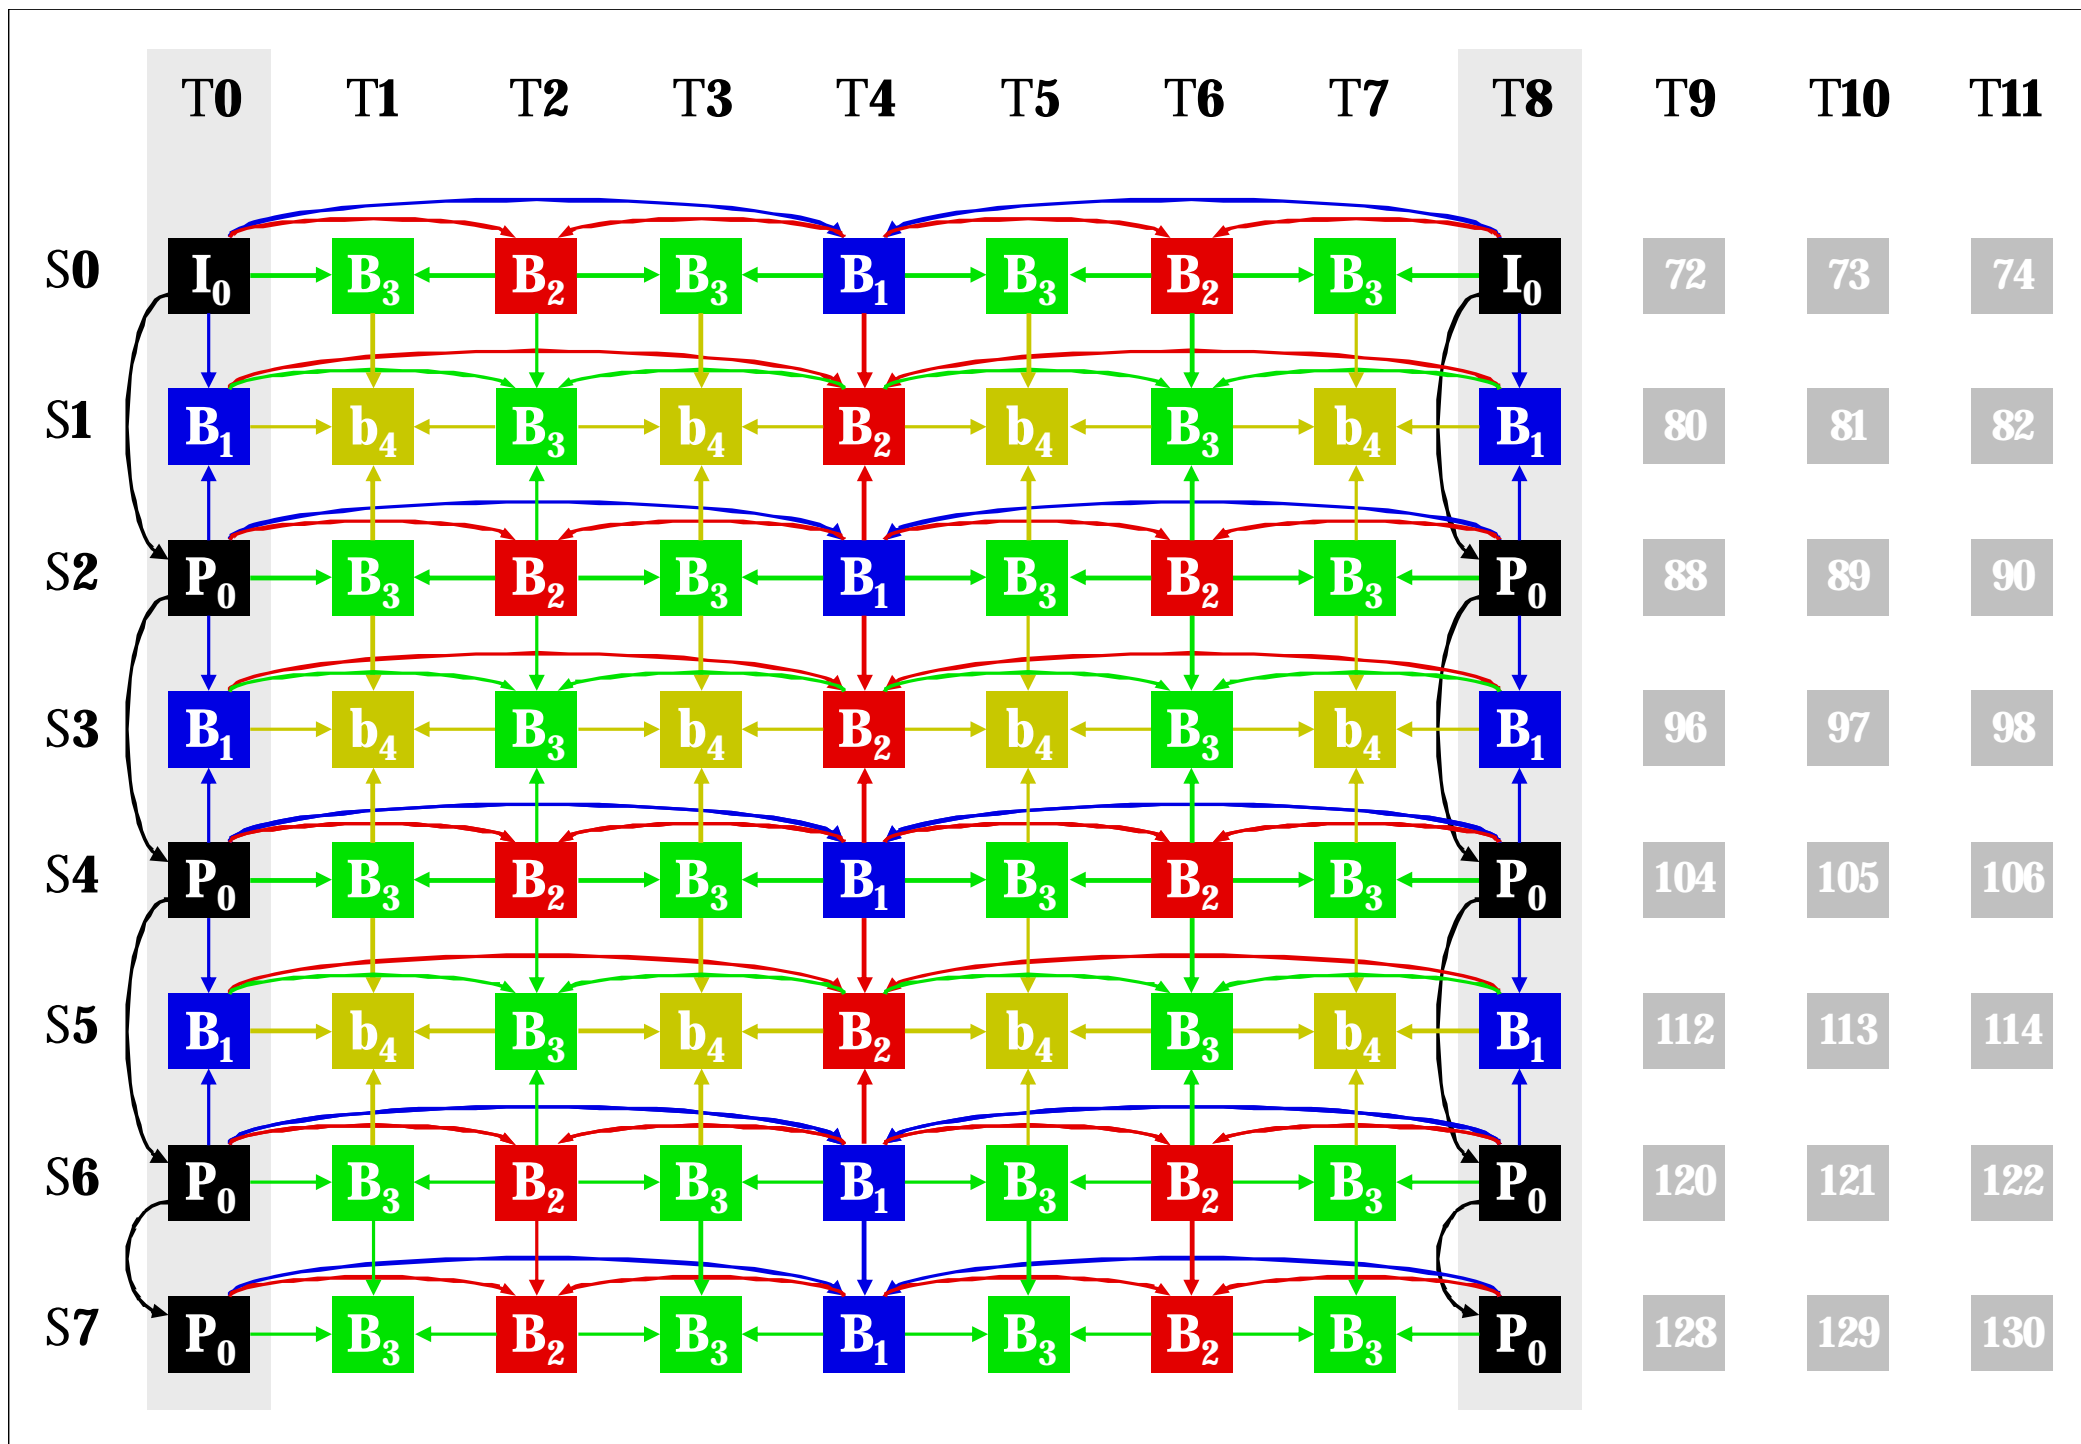 T0 T1 T2 T3 T4 T5 T6 T7 T8 T9 T10 T11
S0 I0 B3 B2 B3 B1 B3 B2 B3 I0 72 73 74
S1 B1 b4 B3 b4 B2 b4 B3 b4 B1 80 81 82
S2 P0 B3 B2 B3 B1 B3 B2 B3 P0 88 89 90
S3 B1 b4 B3 b4 B2 b4 B3 b4 B1 96 97 98
S4 P0 B3 B2 B3 B1 B3 B2 B3 P0 104 105 106
S5 B1 b4 B3 b4 B2 b4 B3 b4 B1 112 113 114
S6 P0 B3 B2 B3 B1 B3 B2 B3 P0 120 121 122
S7 P0 B3 B2 B3 B1 B3 B2 B3 P0 128 129 130